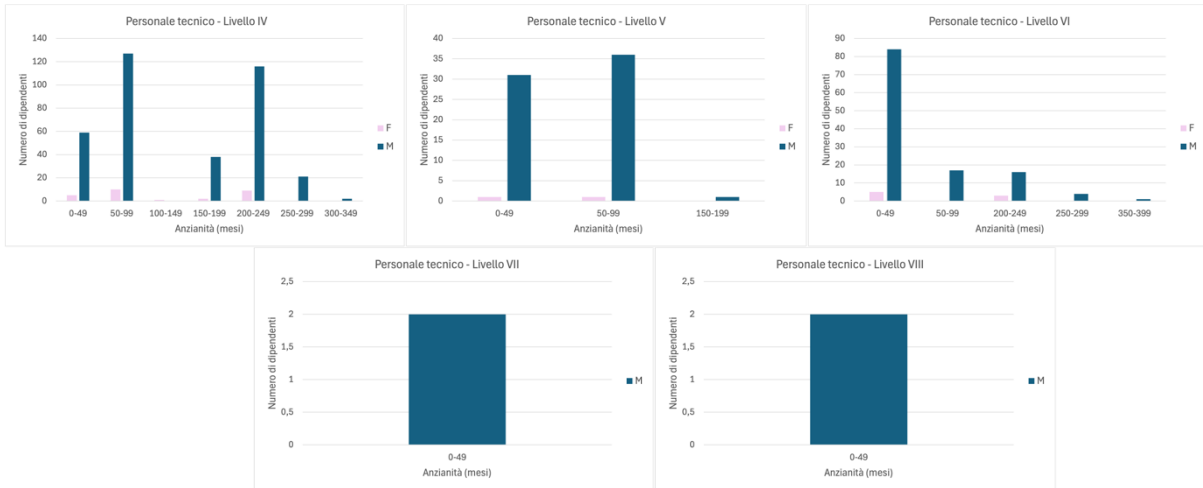 Personale tecnico - Livello IV
140
120
100
80
60
40
20
0
Numero di dipendenti
0-49 50-99 100-149 150-199 200-249 250-299 300-349
Anzianità (mesi)
F
M
Personale tecnico - Livello V
40
35
30
25
20
15
10
5
0
Numero di dipendenti
0-49 50-99 150-199
Anzianità (mesi)
F
M
Personale tecnico - Livello VI
90
80
70
60
50
40
30
20
10
0
Numero di dipendenti
0-49 50-99 200-249 250-299 350-399
Anzianità (mesi)
F
M
Personale tecnico - Livello VII
2,5
2
1,5
1
0,5
0
Numero di dipendenti
0-49
Anzianità (mesi)
M
Personale tecnico - Livello VIII
2,5
2
1,5
1
0,5
0
Numero di dipendenti
0-49
Anzianità (mesi)
M